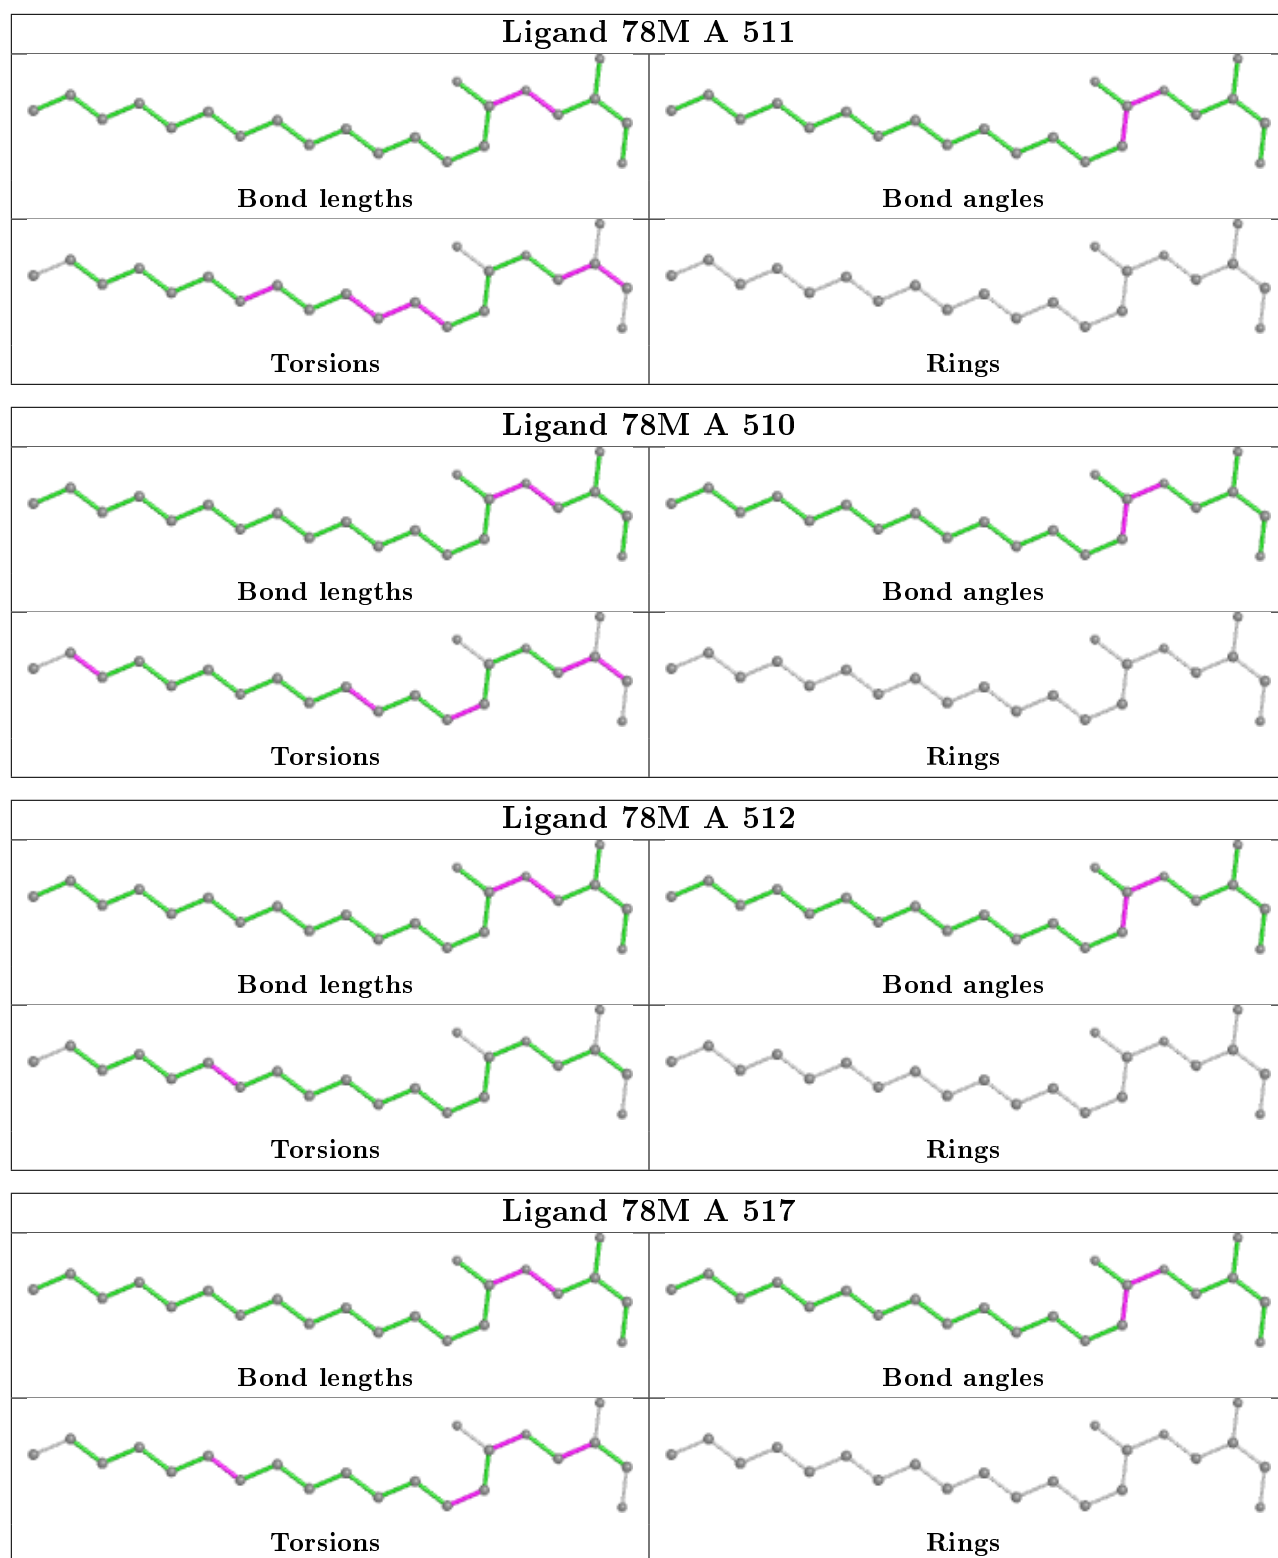 Ligand 78M A 511
Bond lengths
Bond angles
Torsions
Rings
Ligand 78M A 510
Bond lengths
Bond angles
Torsions
Rings
Ligand 78M A 512
Bond lengths
Bond angles
Torsions
Rings
Ligand 78M A 517
Bond lengths
Bond angles
Torsions
Rings